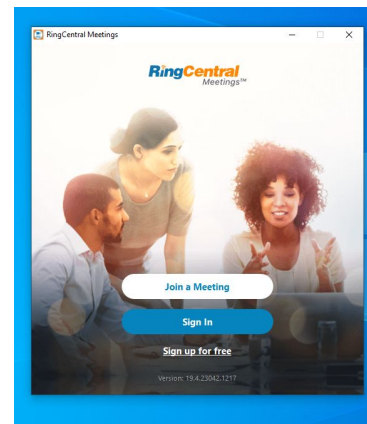 RingCentral Meetings
RingCentral
Meetings™
Join a Meeting
Sign In
Sign up for free
Version: 19.4.23042.1217